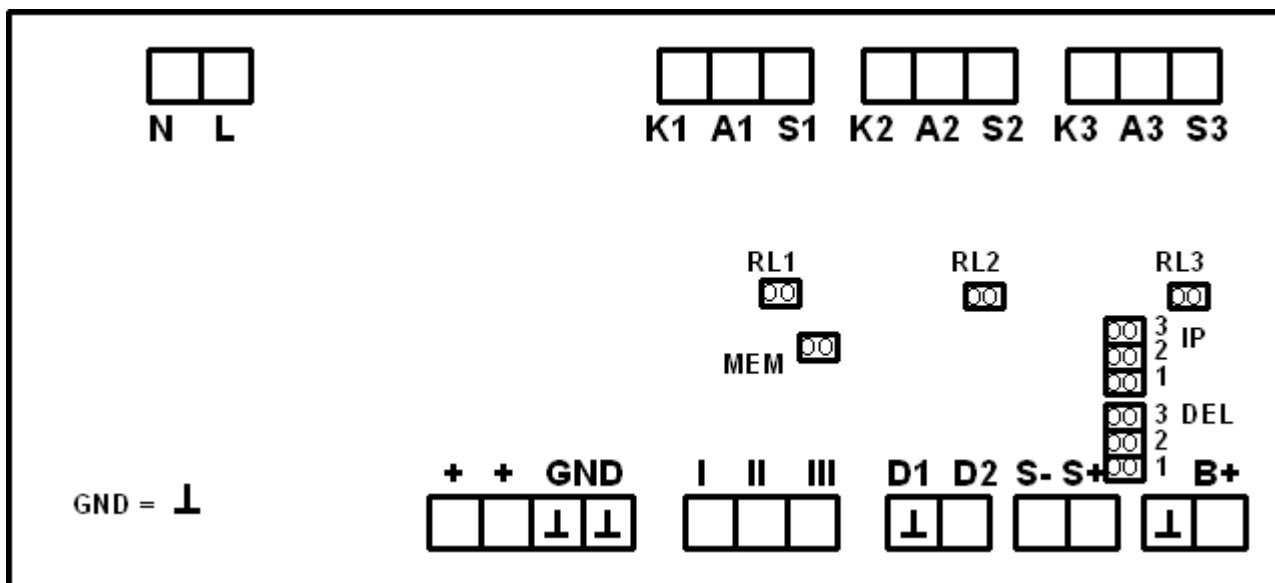 N L
K1 A1 S1 K2 A2 S2 K3 A3 S3
RL1 RL2 RL3
3 IP
MEM 2
1
3 DEL
2
+ + GND I II III D1 D2 S- S+ 1 B+
GND = ⊥ ⊥ ⊥ ⊥ ⊥